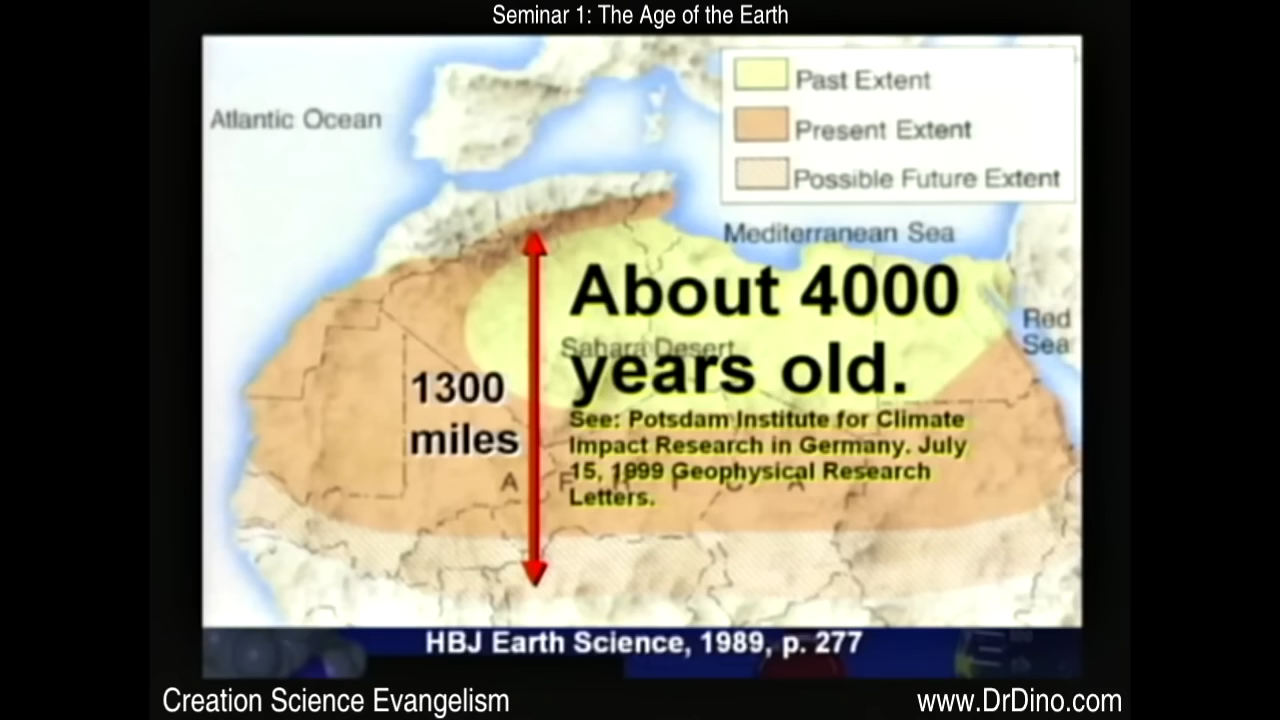 Seminar 1: The Age of the Earth
Past Extent
Present Extent
Possible Future Extent
Atlantic Ocean
Mediterranean Sea
Red
Sea
Sahara Desert
About 4000
years old.
1300
miles
See: Potsdam Institute for Climate
Impact Research in Germany. July
15, 1999 Geophysical Research
Letters.
A F R I C A
HBJ Earth Science, 1989, p. 277
Creation Science Evangelism
www.DrDino.com